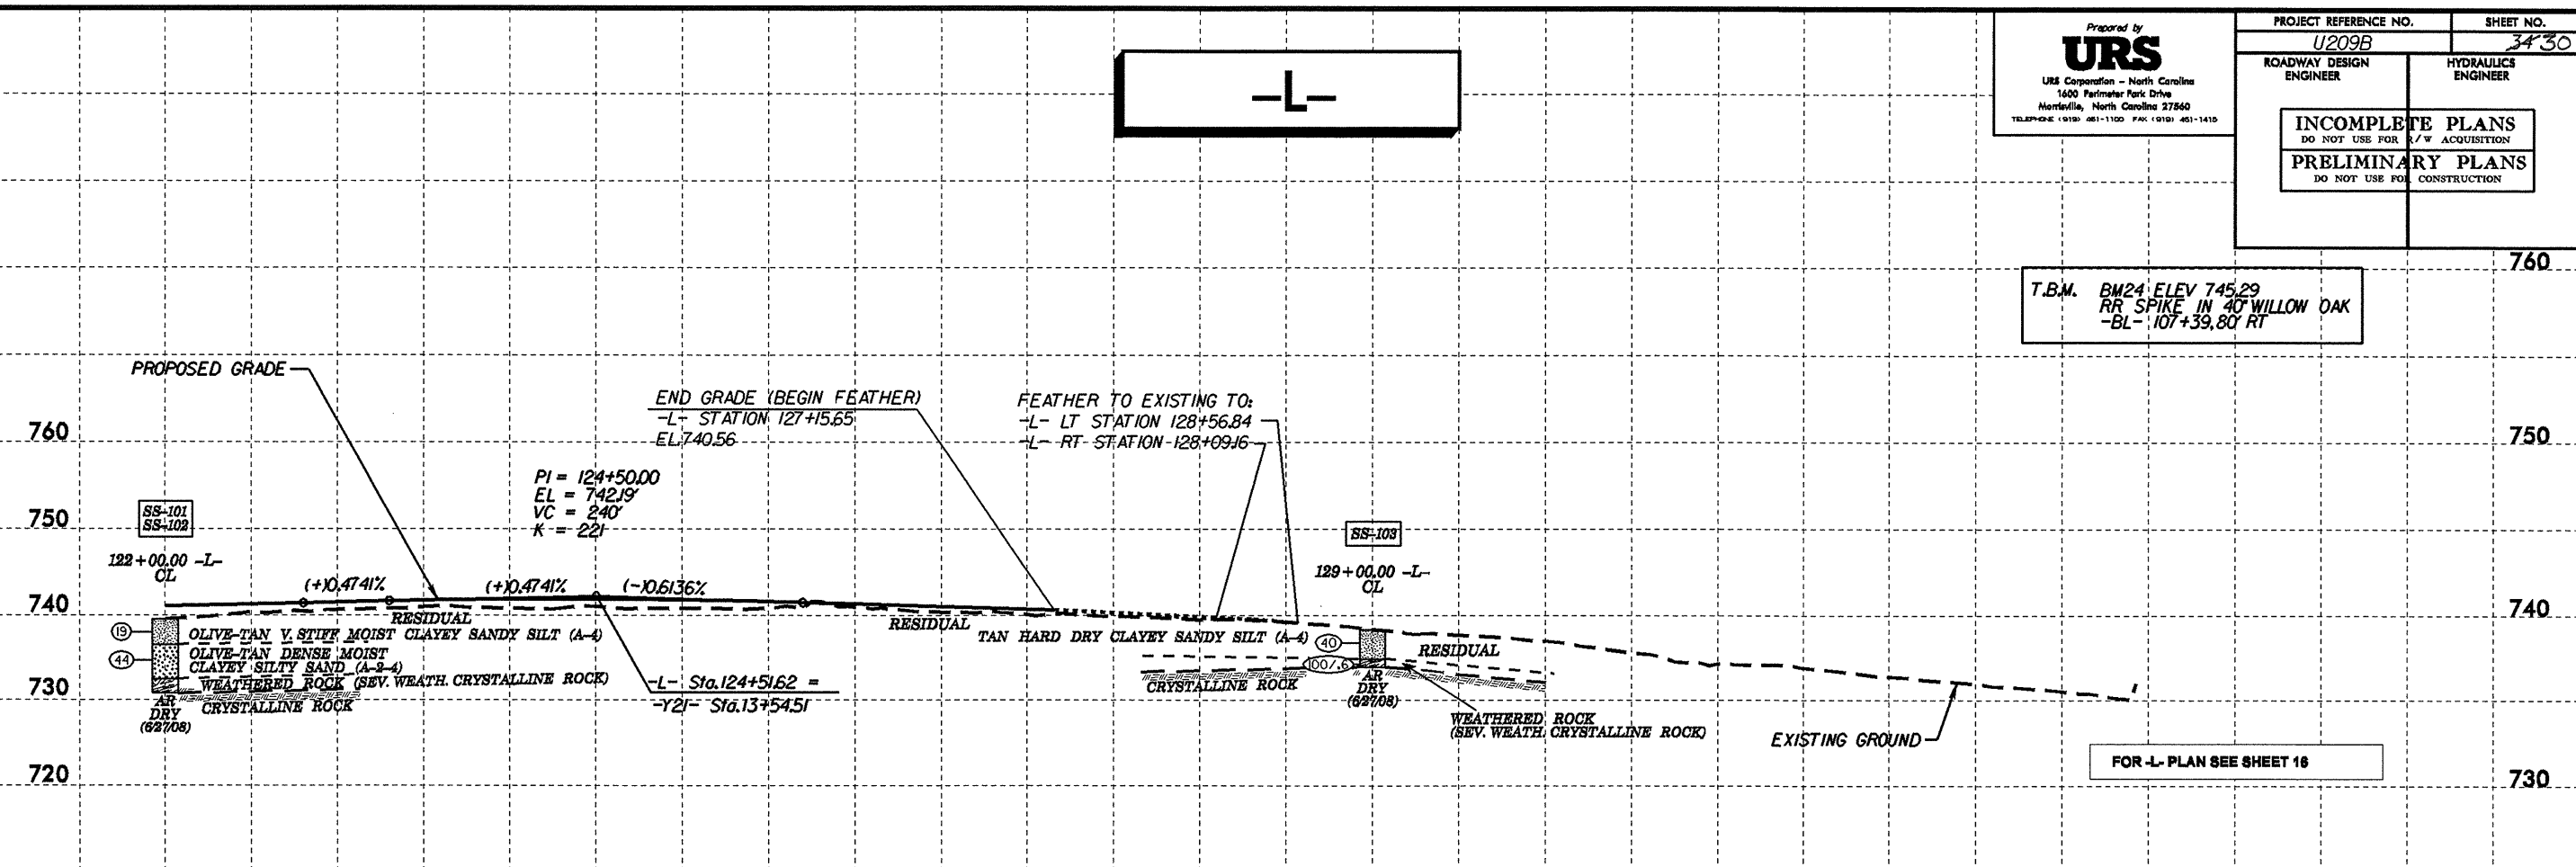 -L-
Prepared by
URS
URS Corporation - North Carolina
1600 Perimeter Park Drive
Morrisville, North Carolina 27560
TELEPHONE (919) 461-1100 FAX (919) 461-1415
PROJECT REFERENCE NO.
SHEET NO.
U209B
34 30
ROADWAY DESIGN
ENGINEER
HYDRAULICS
ENGINEER
INCOMPLETE PLANS
DO NOT USE FOR R/W ACQUISITION
PRELIMINARY PLANS
DO NOT USE FOR CONSTRUCTION
760
T.B.M. BM24 ELEV 745.29
RR SPIKE IN 40" WILLOW OAK
-BL- 107+39, 80' RT
PROPOSED GRADE
END GRADE (BEGIN FEATHER)
-L- STATION 127+15.65
EL.740.56
FEATHER TO EXISTING TO:
-L- LT STATION 128+56.84
-L- RT STATION 128+09.16
760
750
PI = 124+50.00
EL = 742.19'
VC = 240'
K = 221
SS-101
SS-102
750
SS-103
122+00.00 -L-
CL
129+00.00 -L-
CL
(+)0.4741%
(+)0.4741%
(-)0.6136%
740
740
RESIDUAL
RESIDUAL
19
OLIVE-TAN V. STIFF MOIST CLAYEY SANDY SILT (A-4)
TAN HARD DRY CLAYEY SANDY SILT (A-4)
40
RESIDUAL
44
OLIVE-TAN DENSE MOIST
CLAYEY SILTY SAND (A-2-4)
100/.6
WEATHERED ROCK (SEV. WEATH. CRYSTALLINE ROCK)
730
CRYSTALLINE ROCK
AR
DRY
(6/27/08)
CRYSTALLINE ROCK
AR
DRY
(6/27/08)
-L- Sta. 124+51.62 =
-Y21- Sta. 13+54.51
WEATHERED ROCK
(SEV. WEATH. CRYSTALLINE ROCK)
EXISTING GROUND
FOR -L- PLAN SEE SHEET 16
720
730